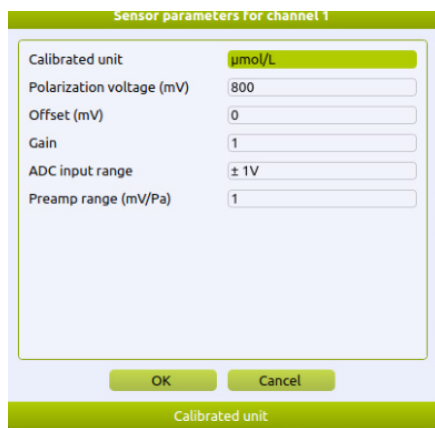 Sensor parameters for channel 1
Calibrated unit µmol/L
Polarization voltage (mV) 800
Offset (mV) 0
Gain 1
ADC input range ± 1V
Preamp range (mV/Pa) 1
OK Cancel
Calibrated unit